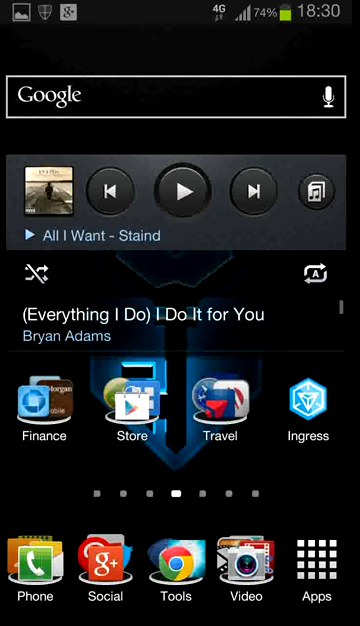 4G 74% 18:30
Google
All I Want - Staind
A
(Everything I Do) I Do It for You
Bryan Adams
Finance Store Travel Ingress
Phone Social Tools Video Apps